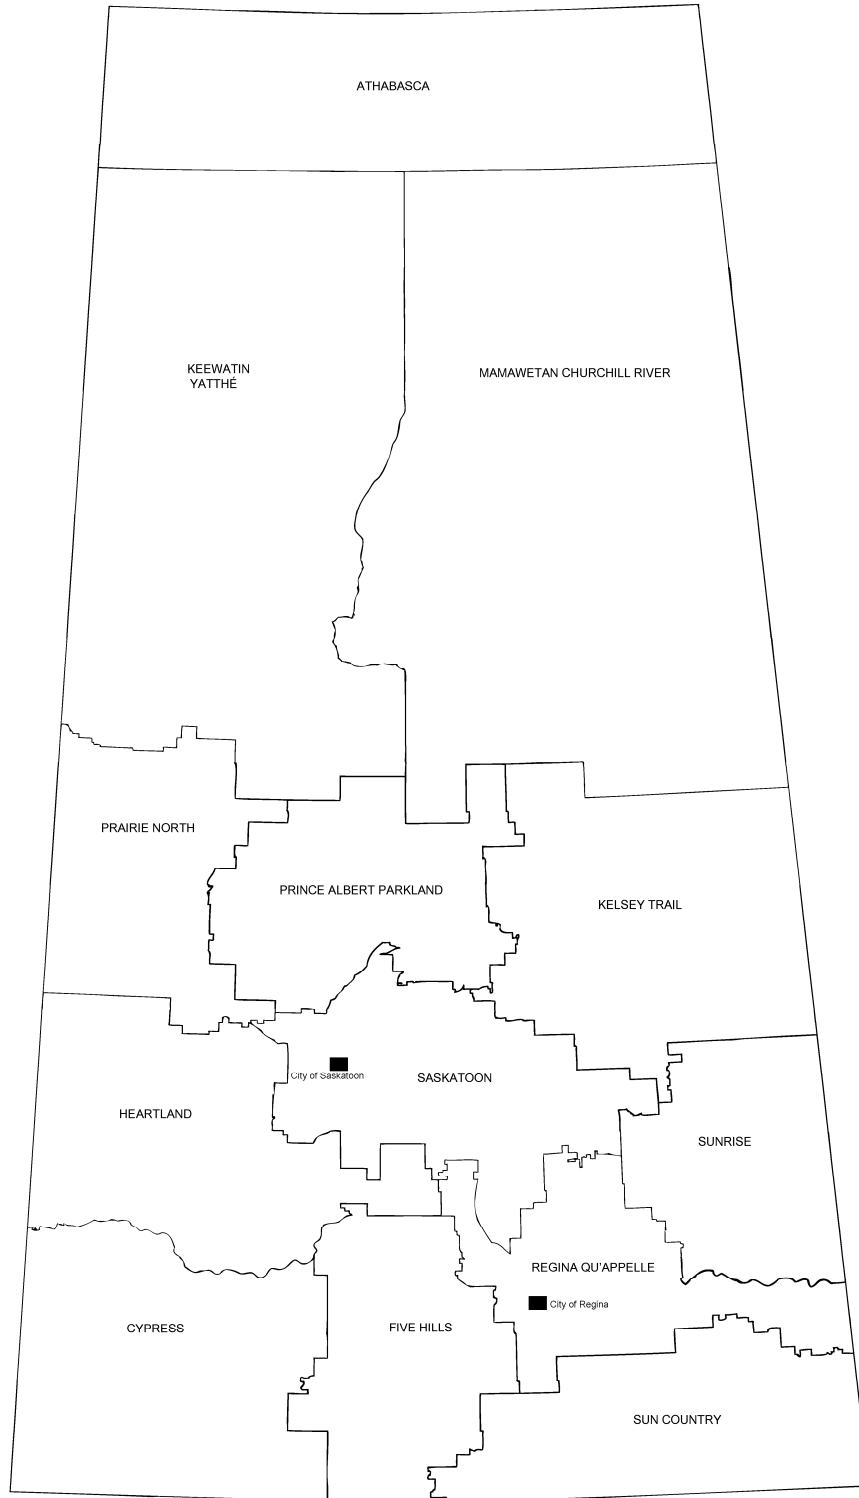 ATHABASCA
KEEWATIN
YATTHÉ
MAMAWETAN CHURCHILL RIVER
PRAIRIE NORTH
PRINCE ALBERT PARKLAND
KELSEY TRAIL
City of Saskatoon
SASKATOON
HEARTLAND
SUNRISE
REGINA QU'APPELLE
City of Regina
CYPRESS
FIVE HILLS
SUN COUNTRY